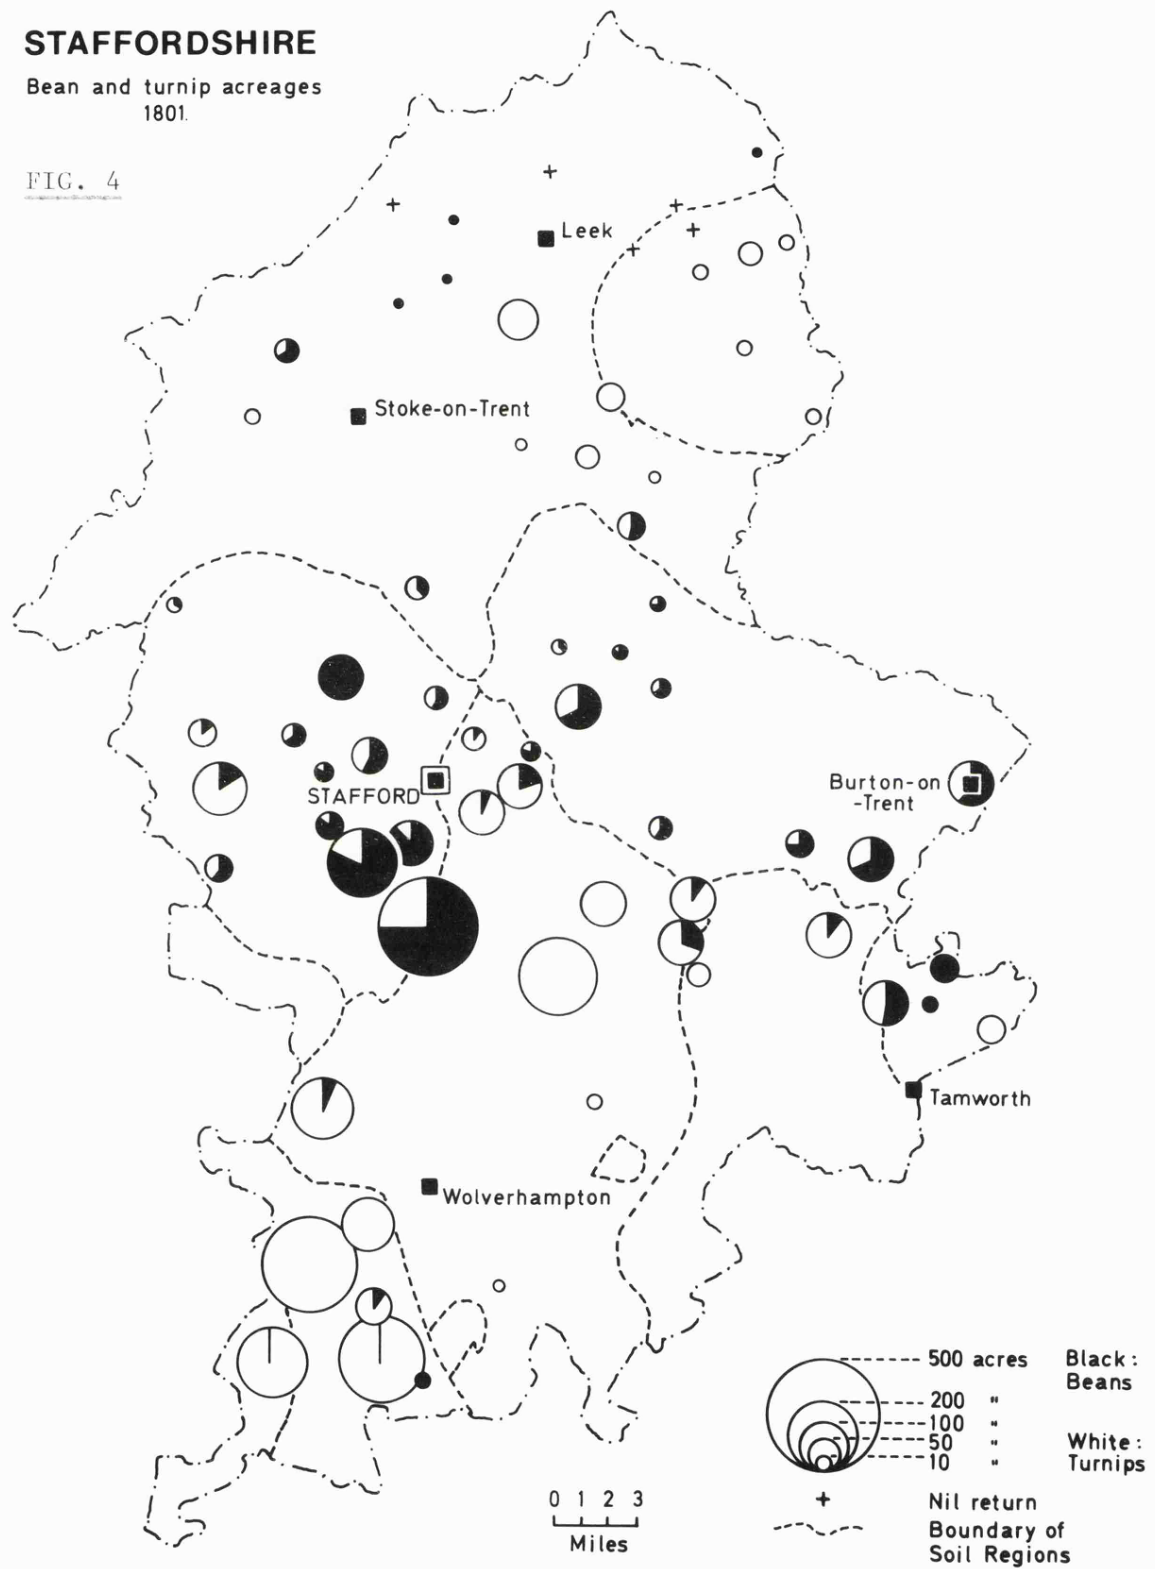 STAFFORDSHIRE
Bean and turnip acreages
1801.
FIG. 4
Leek
Stoke-on-Trent
STAFFORD
Burton-on
-Trent
Tamworth
Wolverhampton
500 acres
200 "
100 "
50 "
10 "
Black:
Beans
White:
Turnips
+ Nil return
Boundary of
Soil Regions
0 1 2 3
Miles